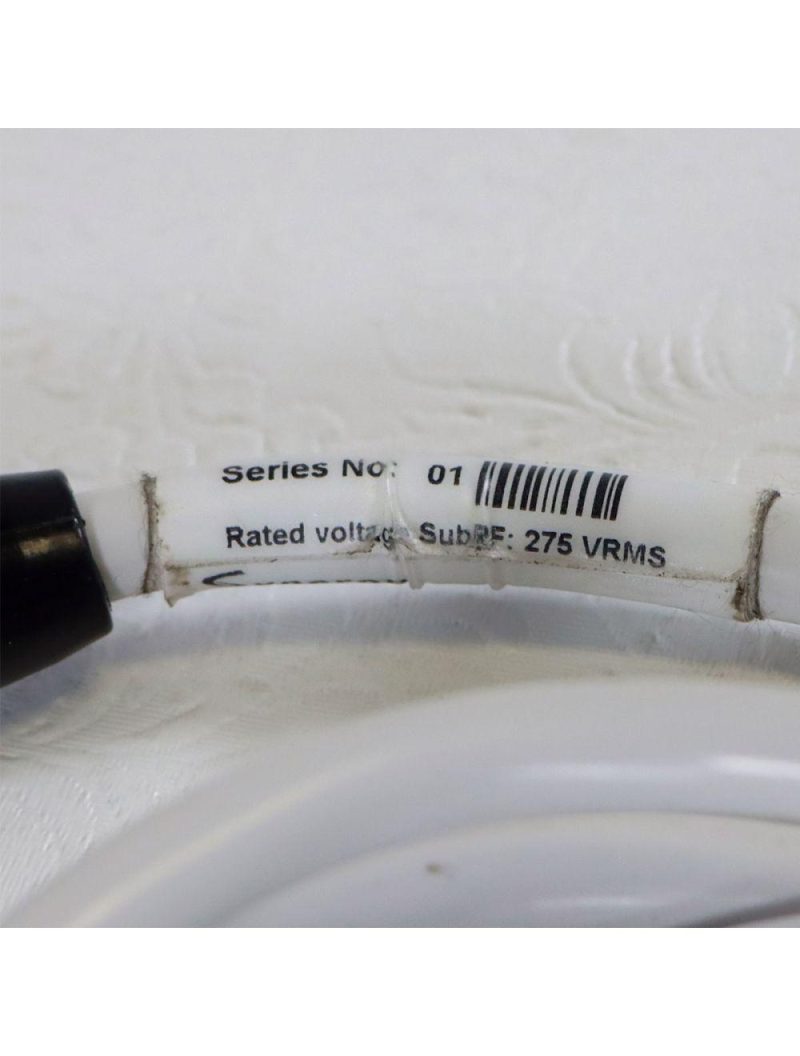 Series No: 01
Rated voltage SubRF: 275 VRMS